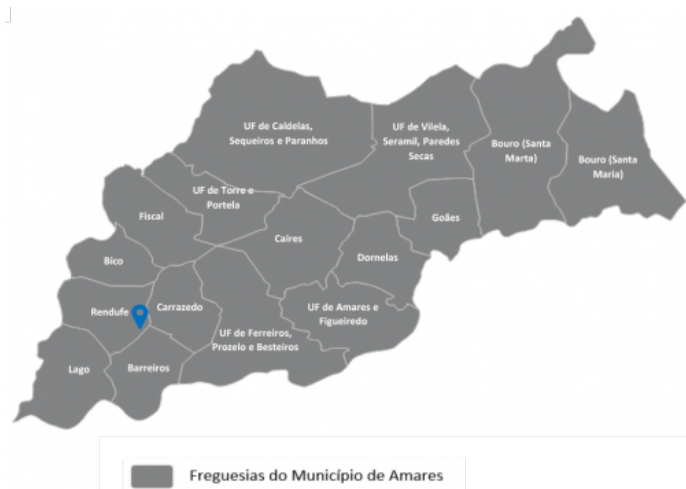 UF de Caldelas,
Sequeiros e Paranhos
UF de Vilela,
Seramil, Paredes
Secas
Bouro (Santa
Marta)
Bouro (Santa
Maria)
UF de Torre e
Portela
Fiscal
Goães
Caires
Dornelas
Bico
Rendufe
Carrazedo
UF de Amares e
Figueiredo
UF de Ferreiros,
Prozelo e Besteiros
Lago
Barreiros
Freguesias do Município de Amares